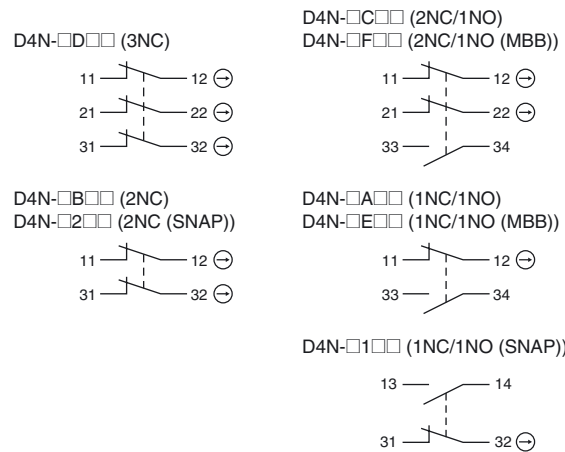 D4N-□D□□ (3NC)
11 12
21 22
31 32
D4N-□C□□ (2NC/1NO)
D4N-□F□□ (2NC/1NO (MBB))
11 12
21 22
33 34
D4N-□B□□ (2NC)
D4N-□2□□ (2NC (SNAP))
11 12
31 32
D4N-□A□□ (1NC/1NO)
D4N-□E□□ (1NC/1NO (MBB))
11 12
33 34
D4N-□1□□ (1NC/1NO (SNAP))
13 14
31 32